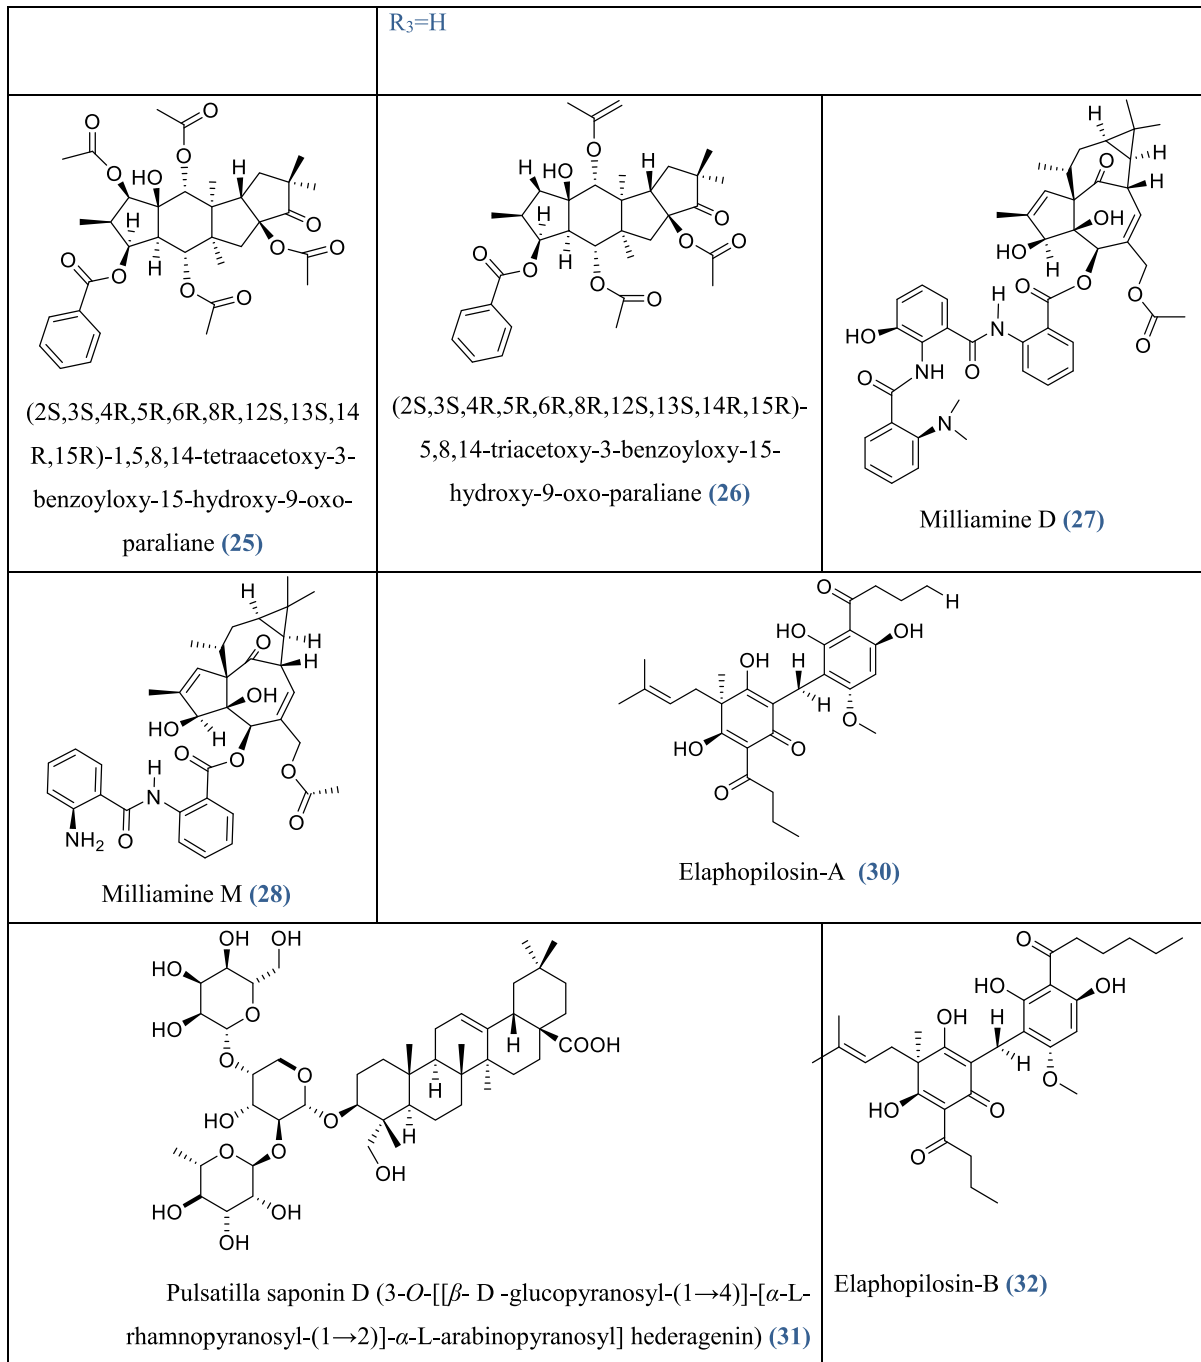 R₃=H
(2S,3S,4R,5R,6R,8R,12S,13S,14
R,15R)-1,5,8,14-tetraacetoxy-3-
benzoyloxy-15-hydroxy-9-oxo-
paraliane (25)
(2S,3S,4R,5R,6R,8R,12S,13S,14R,15R)-
5,8,14-triacetoxy-3-benzoyloxy-15-
hydroxy-9-oxo-paraliane (26)
Milliamine D (27)
Milliamine M (28)
Elaphopilosin-A (30)
Pulsatilla saponin D (3-O-[[β- D -glucopyranosyl-(1→4)]-[α-L-
rhamnopyranosyl-(1→2)]-α-L-arabinopyranosyl] hederagenin) (31)
Elaphopilosin-B (32)